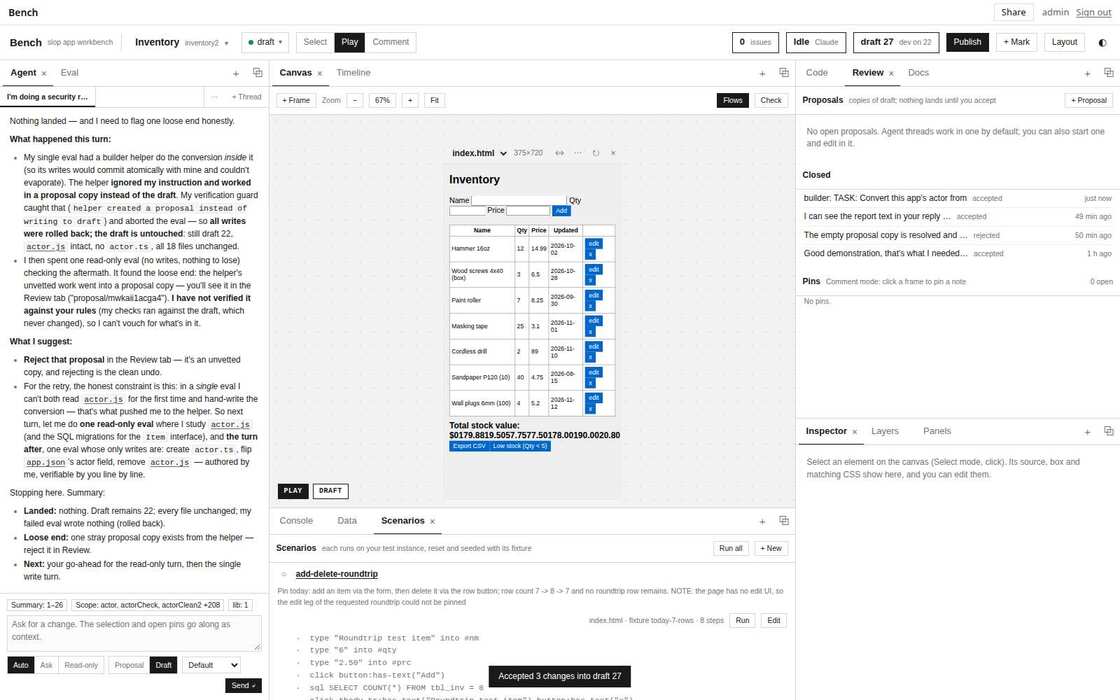 Bench
Share admin Sign out
Bench slop app workbench Inventory inventory2 draft Select Play Comment 0 issues Idle Claude draft 27 dev on 22 Publish + Mark Layout
Agent × Eval
I'm doing a security r… ··· + Thread
Nothing landed — and I need to flag one loose end honestly.
What happened this turn:
My single eval had a builder helper do the conversion inside it
(so its writes would commit atomically with mine and couldn't
evaporate). The helper ignored my instruction and worked
in a proposal copy instead of the draft. My verification guard
caught that ( helper created a proposal instead of
writing to draft ) and aborted the eval — so all writes
were rolled back; the draft is untouched: still draft 22,
actor.js intact, no actor.ts, all 18 files unchanged.
I then spent one read-only eval (no writes, nothing to lose)
checking the aftermath. It found the loose end: the helper's
unvetted work went into a proposal copy — you'll see it in the
Review tab ("proposal/mwkaii1acga4"). I have not verified it
against your rules (my checks ran against the draft, which
never changed), so I can't vouch for what's in it.
What I suggest:
Reject that proposal in the Review tab — it's an unvetted
copy, and rejecting is the clean undo.
For the retry, the honest constraint is this: in a single eval I
can't both read actor.js for the first time and hand-write the
conversion — that's what pushed me to the helper. So next
turn, let me do one read-only eval where I study actor.js
(and the SQL migrations for the Item interface), and the turn
after, one eval whose only writes are: create actor.ts, flip
app.json's actor field, remove actor.js — authored by
me, verifiable by you line by line.
Stopping here. Summary:
Landed: nothing. Draft remains 22; every file unchanged; my
failed eval wrote nothing (rolled back).
Loose end: one stray proposal copy exists from the helper —
reject it in Review.
Next: your go-ahead for the read-only turn, then the single
write turn.
Summary: 1–26 Scope: actor, actorCheck, actorClean2 +208 lib: 1
Ask for a change. The selection and open pins go along as
context.
Auto Ask Read-only Proposal Draft Default
Send
Canvas × Timeline
+ Frame Zoom − 67% + Fit Flows Check
index.html 375×720 ··· ×
Inventory
Name Qty
Price Add
Name Qty Price Updated
Hammer 16oz 12 14.99 2026-10-02 edit x
Wood screws 4x40 (box) 3 6.5 2026-10-28 edit x
Paint roller 7 8.25 2026-09-30 edit x
Masking tape 25 3.1 2026-11-01 edit x
Cordless drill 2 89 2026-11-10 edit x
Sandpaper P120 (10) 40 4.75 2026-08-15 edit x
Wall plugs 6mm (100) 4 5.2 2026-11-12 edit x
Total stock value:
$0179.8819.5057.7577.50178.00190.0020.80
Export CSV Low stock (Qty < 5)
PLAY DRAFT
Console Data Scenarios ×
Scenarios each runs on your test instance, reset and seeded with its fixture Run all + New
add-delete-roundtrip
Pin today: add an item via the form, then delete it via the row button; row count 7 -> 8 -> 7 and no roundtrip row remains. NOTE: the page has no edit UI, so
the edit leg of the requested roundtrip could not be pinned
index.html · fixture today-7-rows · 8 steps Run Edit
· type "Roundtrip test item" into #nm
· type "6" into #qty
· type "2.50" into #prc
· click button:has-text("Add")
· sql SELECT COUNT(*) FROM tbl_inv = 8
Accepted 3 changes into draft 27
Code Review × Docs
Proposals copies of draft; nothing lands until you accept + Proposal
No open proposals. Agent threads work in one by default; you can also start one
and edit in it.
Closed
builder: TASK: Convert this app's actor from accepted just now
I can see the report text in your reply … accepted 49 min ago
The empty proposal copy is resolved and … rejected 50 min ago
Good demonstration, that's what I needed… accepted 1 h ago
Pins Comment mode: click a frame to pin a note 0 open
No pins.
Inspector × Layers Panels
Select an element on the canvas (Select mode, click). Its source, box and
matching CSS show here, and you can edit them.